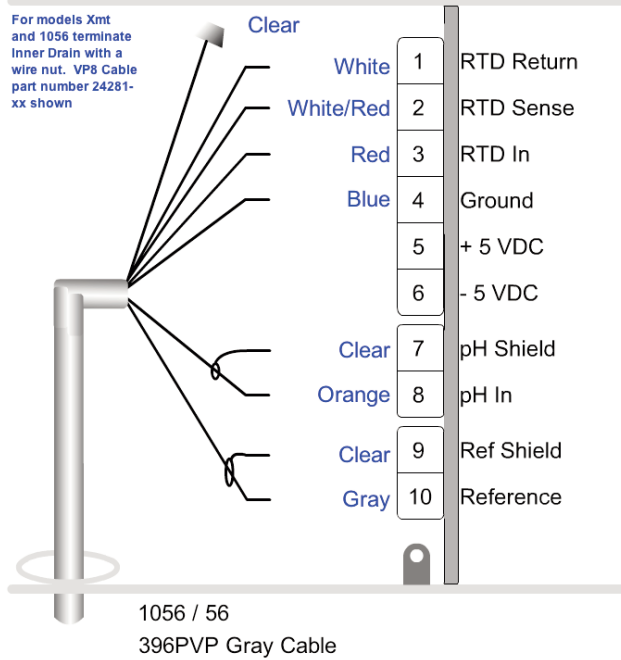 For models Xmt
and 1056 terminate
Inner Drain with a
wire nut. VP8 Cable
part number 24281-
xx shown
Clear
White 1 RTD Return
White/Red 2 RTD Sense
Red 3 RTD In
Blue 4 Ground
5 + 5 VDC
6 - 5 VDC
Clear 7 pH Shield
Orange 8 pH In
Clear 9 Ref Shield
Gray 10 Reference
1056 / 56
396PVP Gray Cable